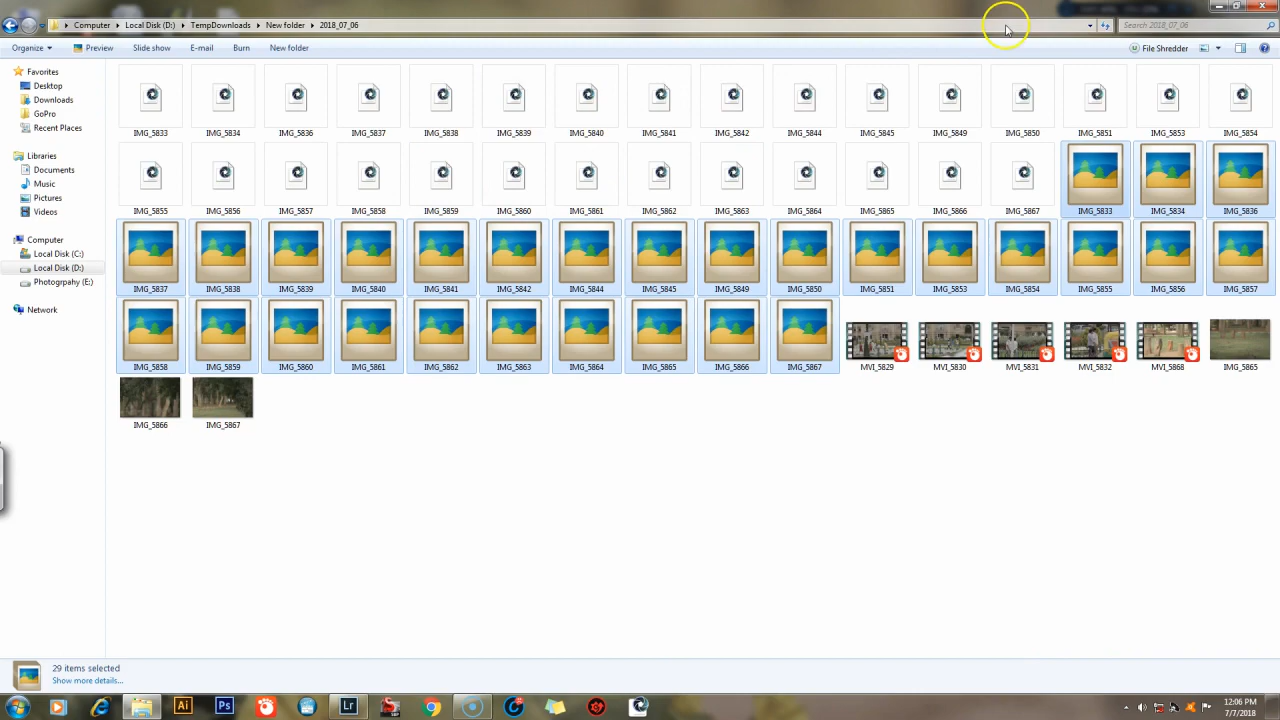 Computer Local Disk (D:) TempDownloads New folder 2018_07_06 Search 2018_07_06
Organize Preview Slide show E-mail Burn New folder File Shredder
Favorites
Desktop
Downloads
GoPro
Recent Places
Libraries
Documents
Music
Pictures
Videos
Computer
Local Disk (C:)
Local Disk (D:)
Photogrpahy (E:)
Network
IMG_5833 IMG_5834 IMG_5836 IMG_5837 IMG_5838 IMG_5839 IMG_5840 IMG_5841 IMG_5842 IMG_5844 IMG_5845 IMG_5849 IMG_5850 IMG_5851 IMG_5853 IMG_5854
IMG_5855 IMG_5856 IMG_5857 IMG_5858 IMG_5859 IMG_5860 IMG_5861 IMG_5862 IMG_5863 IMG_5864 IMG_5865 IMG_5866 IMG_5867 IMG_5833 IMG_5834 IMG_5836
IMG_5837 IMG_5838 IMG_5839 IMG_5840 IMG_5841 IMG_5842 IMG_5844 IMG_5845 IMG_5849 IMG_5850 IMG_5851 IMG_5853 IMG_5854 IMG_5855 IMG_5856 IMG_5857
IMG_5858 IMG_5859 IMG_5860 IMG_5861 IMG_5862 IMG_5863 IMG_5864 IMG_5865 IMG_5866 IMG_5867 MVI_5829 MVI_5830 MVI_5831 MVI_5832 MVI_5868 IMG_5865
IMG_5866 IMG_5867
29 items selected
Show more details...
Ai Ps Lr
12:06 PM
7/7/2018